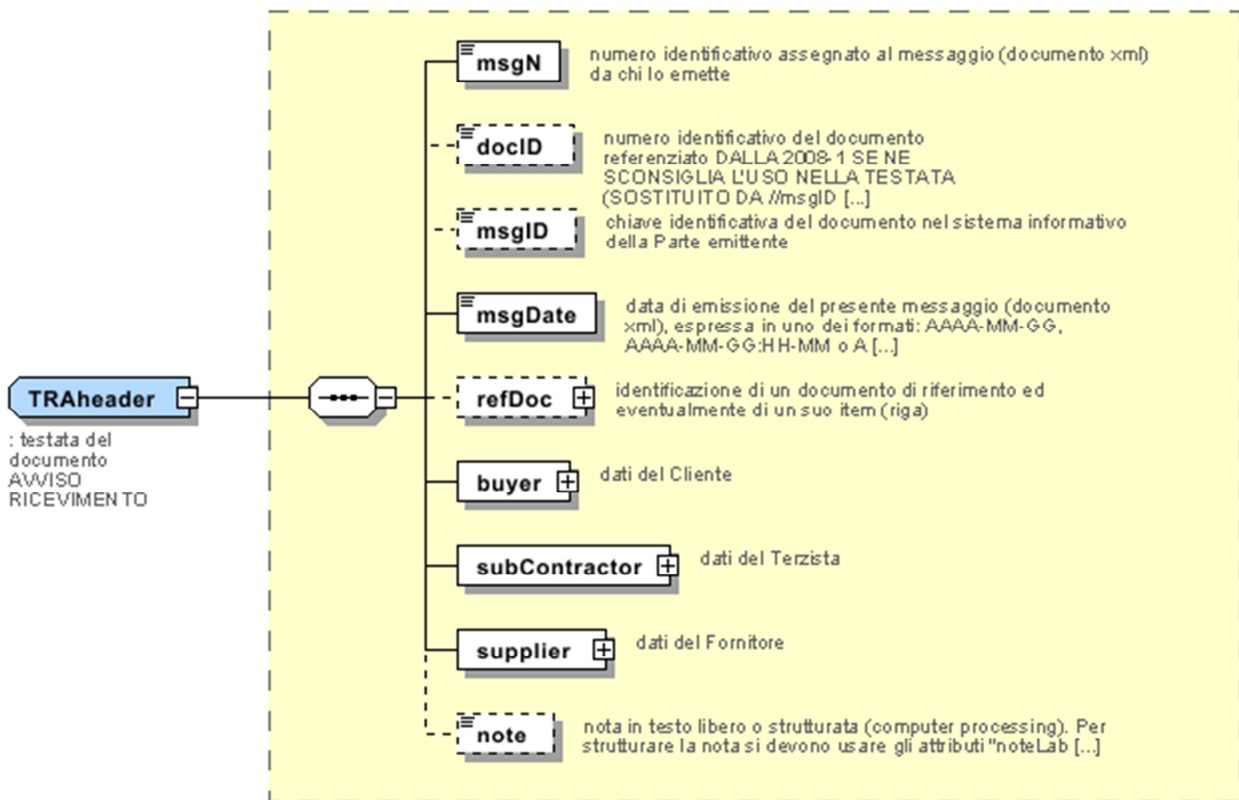 msgN
numero identificativo assegnato al messaggio (documento xml)
da chi lo emette
docID
numero identificativo del documento
referenziato DALLA 2008-1 SE NE
SCONSIGLIA L'USO NELLA TESTATA
(SOSTITUITO DA //msgID [...]
msgID
chiave identificativa del documento nel sistema informativo
della Parte emittente
msgDate
data di emissione del presente messaggio (documento
xml), espressa in uno dei formati: AAAA-MM-GG,
AAAA-MM-GG:HH-MM o A [...]
TRAheader
: testata del
documento
AVVISO
RICEVIMENTO
refDoc
identificazione di un documento di riferimento ed
eventualmente di un suo item (riga)
buyer
dati del Cliente
subContractor
dati del Terzista
supplier
dati del Fornitore
note
nota in testo libero o strutturata (computer processing). Per
strutturare la nota si devono usare gli attributi "noteLab [...]